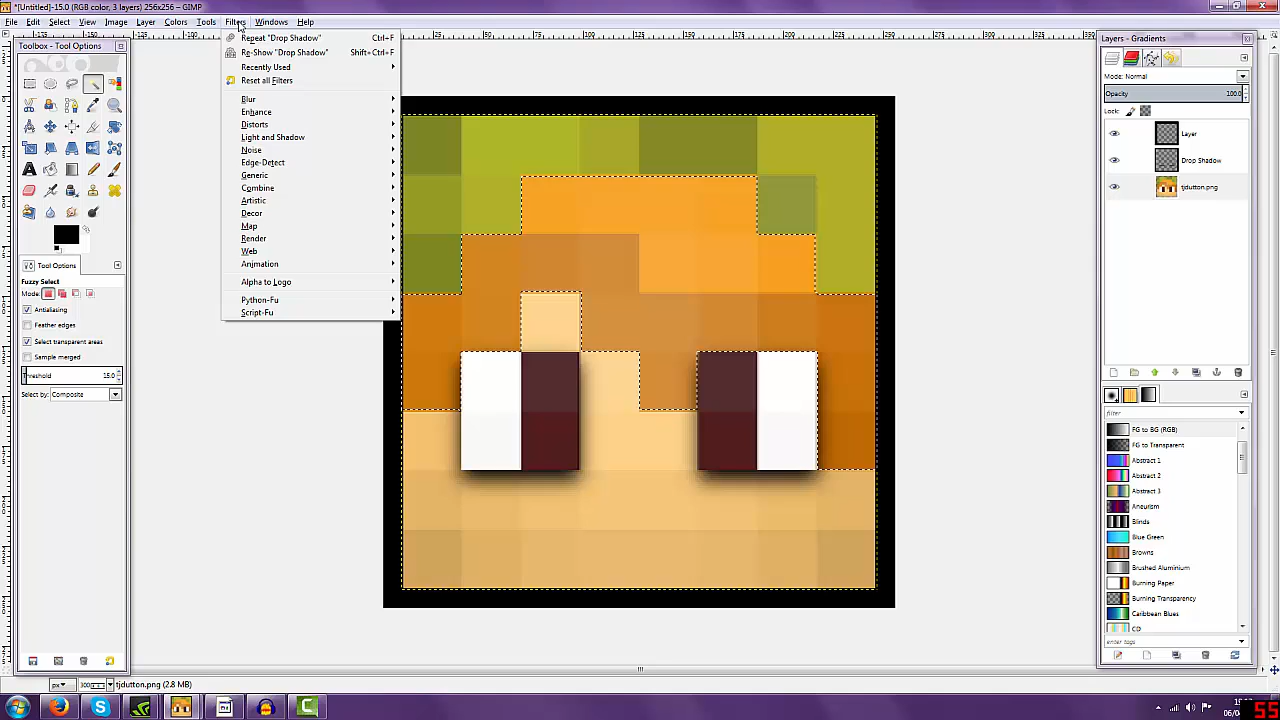 *[Untitled]-15.0 (RGB color, 3 layers) 256x256 – GIMP
File Edit Select View Image Layer Colors Tools Filters Windows Help
Toolbox - Tool Options
Fuzzy Select
Tool Options
Mode:
Antialiasing
Feather edges
Select transparent areas
Sample merged
Threshold 15.0
Select by: Composite
Repeat "Drop Shadow" Ctrl+F
Re-Show "Drop Shadow" Shift+Ctrl+F
Recently Used
Reset all Filters
Blur
Enhance
Distorts
Light and Shadow
Noise
Edge-Detect
Generic
Combine
Artistic
Decor
Map
Render
Web
Animation
Alpha to Logo
Python-Fu
Script-Fu
Layers - Gradients
Mode: Normal
Opacity 100.0
Lock:
Layer
Drop Shadow
tjdutton.png
filter
FG to BG (RGB)
FG to Transparent
Abstract 1
Abstract 2
Abstract 3
Aneurism
Blinds
Blue Green
Browns
Brushed Aluminium
Burning Paper
Burning Transparency
Caribbean Blues
CD
enter tags
px 300 tjdutton.png (2.8 MB)
55